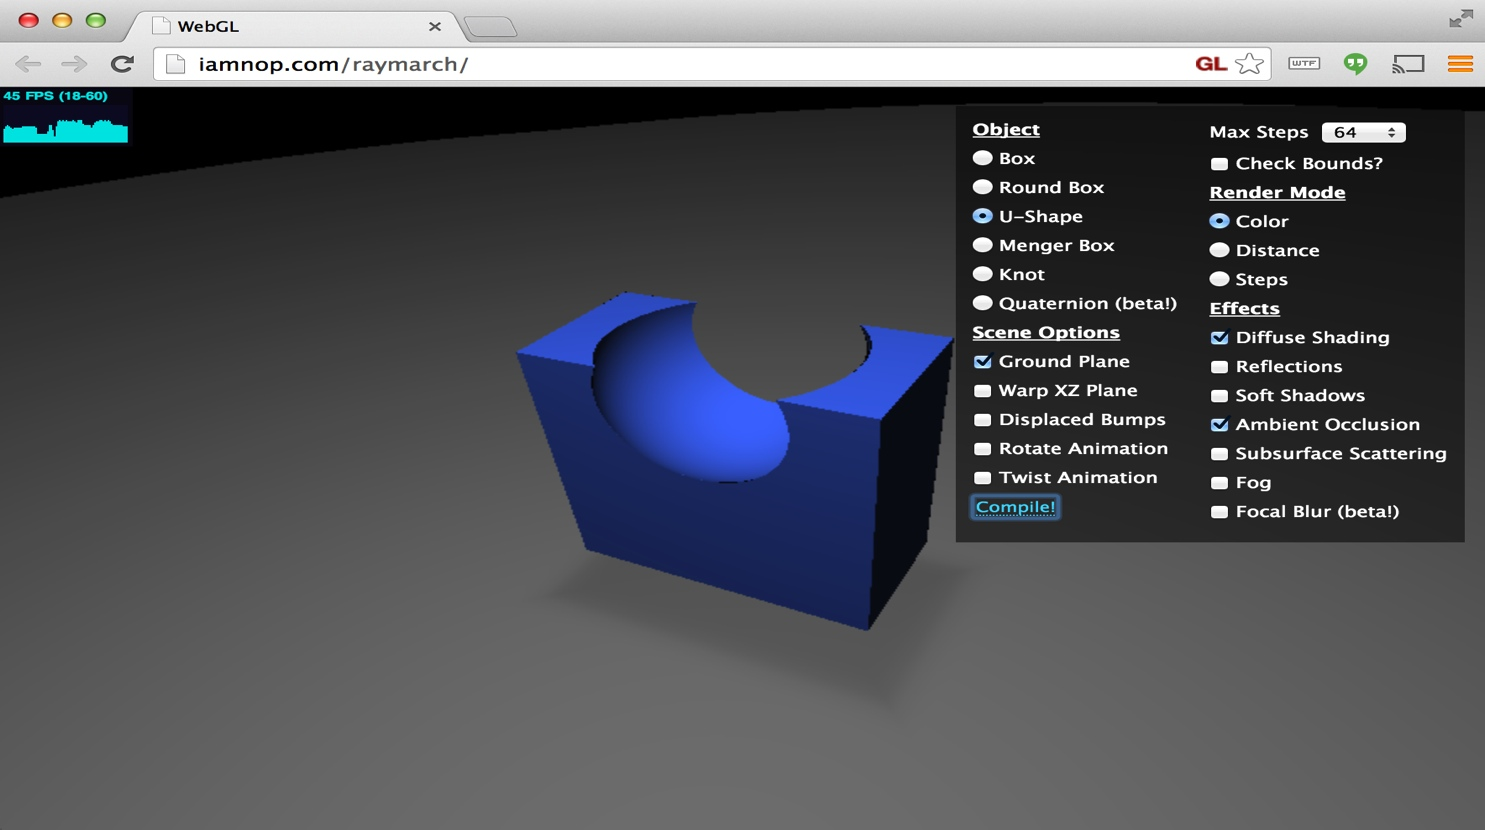 WebGL
iamnop.com/raymarch/
GL
WTF
45 FPS (18-60)
Object
Box
Round Box
U-Shape
Menger Box
Knot
Quaternion (beta!)
Scene Options
Ground Plane
Warp XZ Plane
Displaced Bumps
Rotate Animation
Twist Animation
Compile!
Max Steps 64
Check Bounds?
Render Mode
Color
Distance
Steps
Effects
Diffuse Shading
Reflections
Soft Shadows
Ambient Occlusion
Subsurface Scattering
Fog
Focal Blur (beta!)